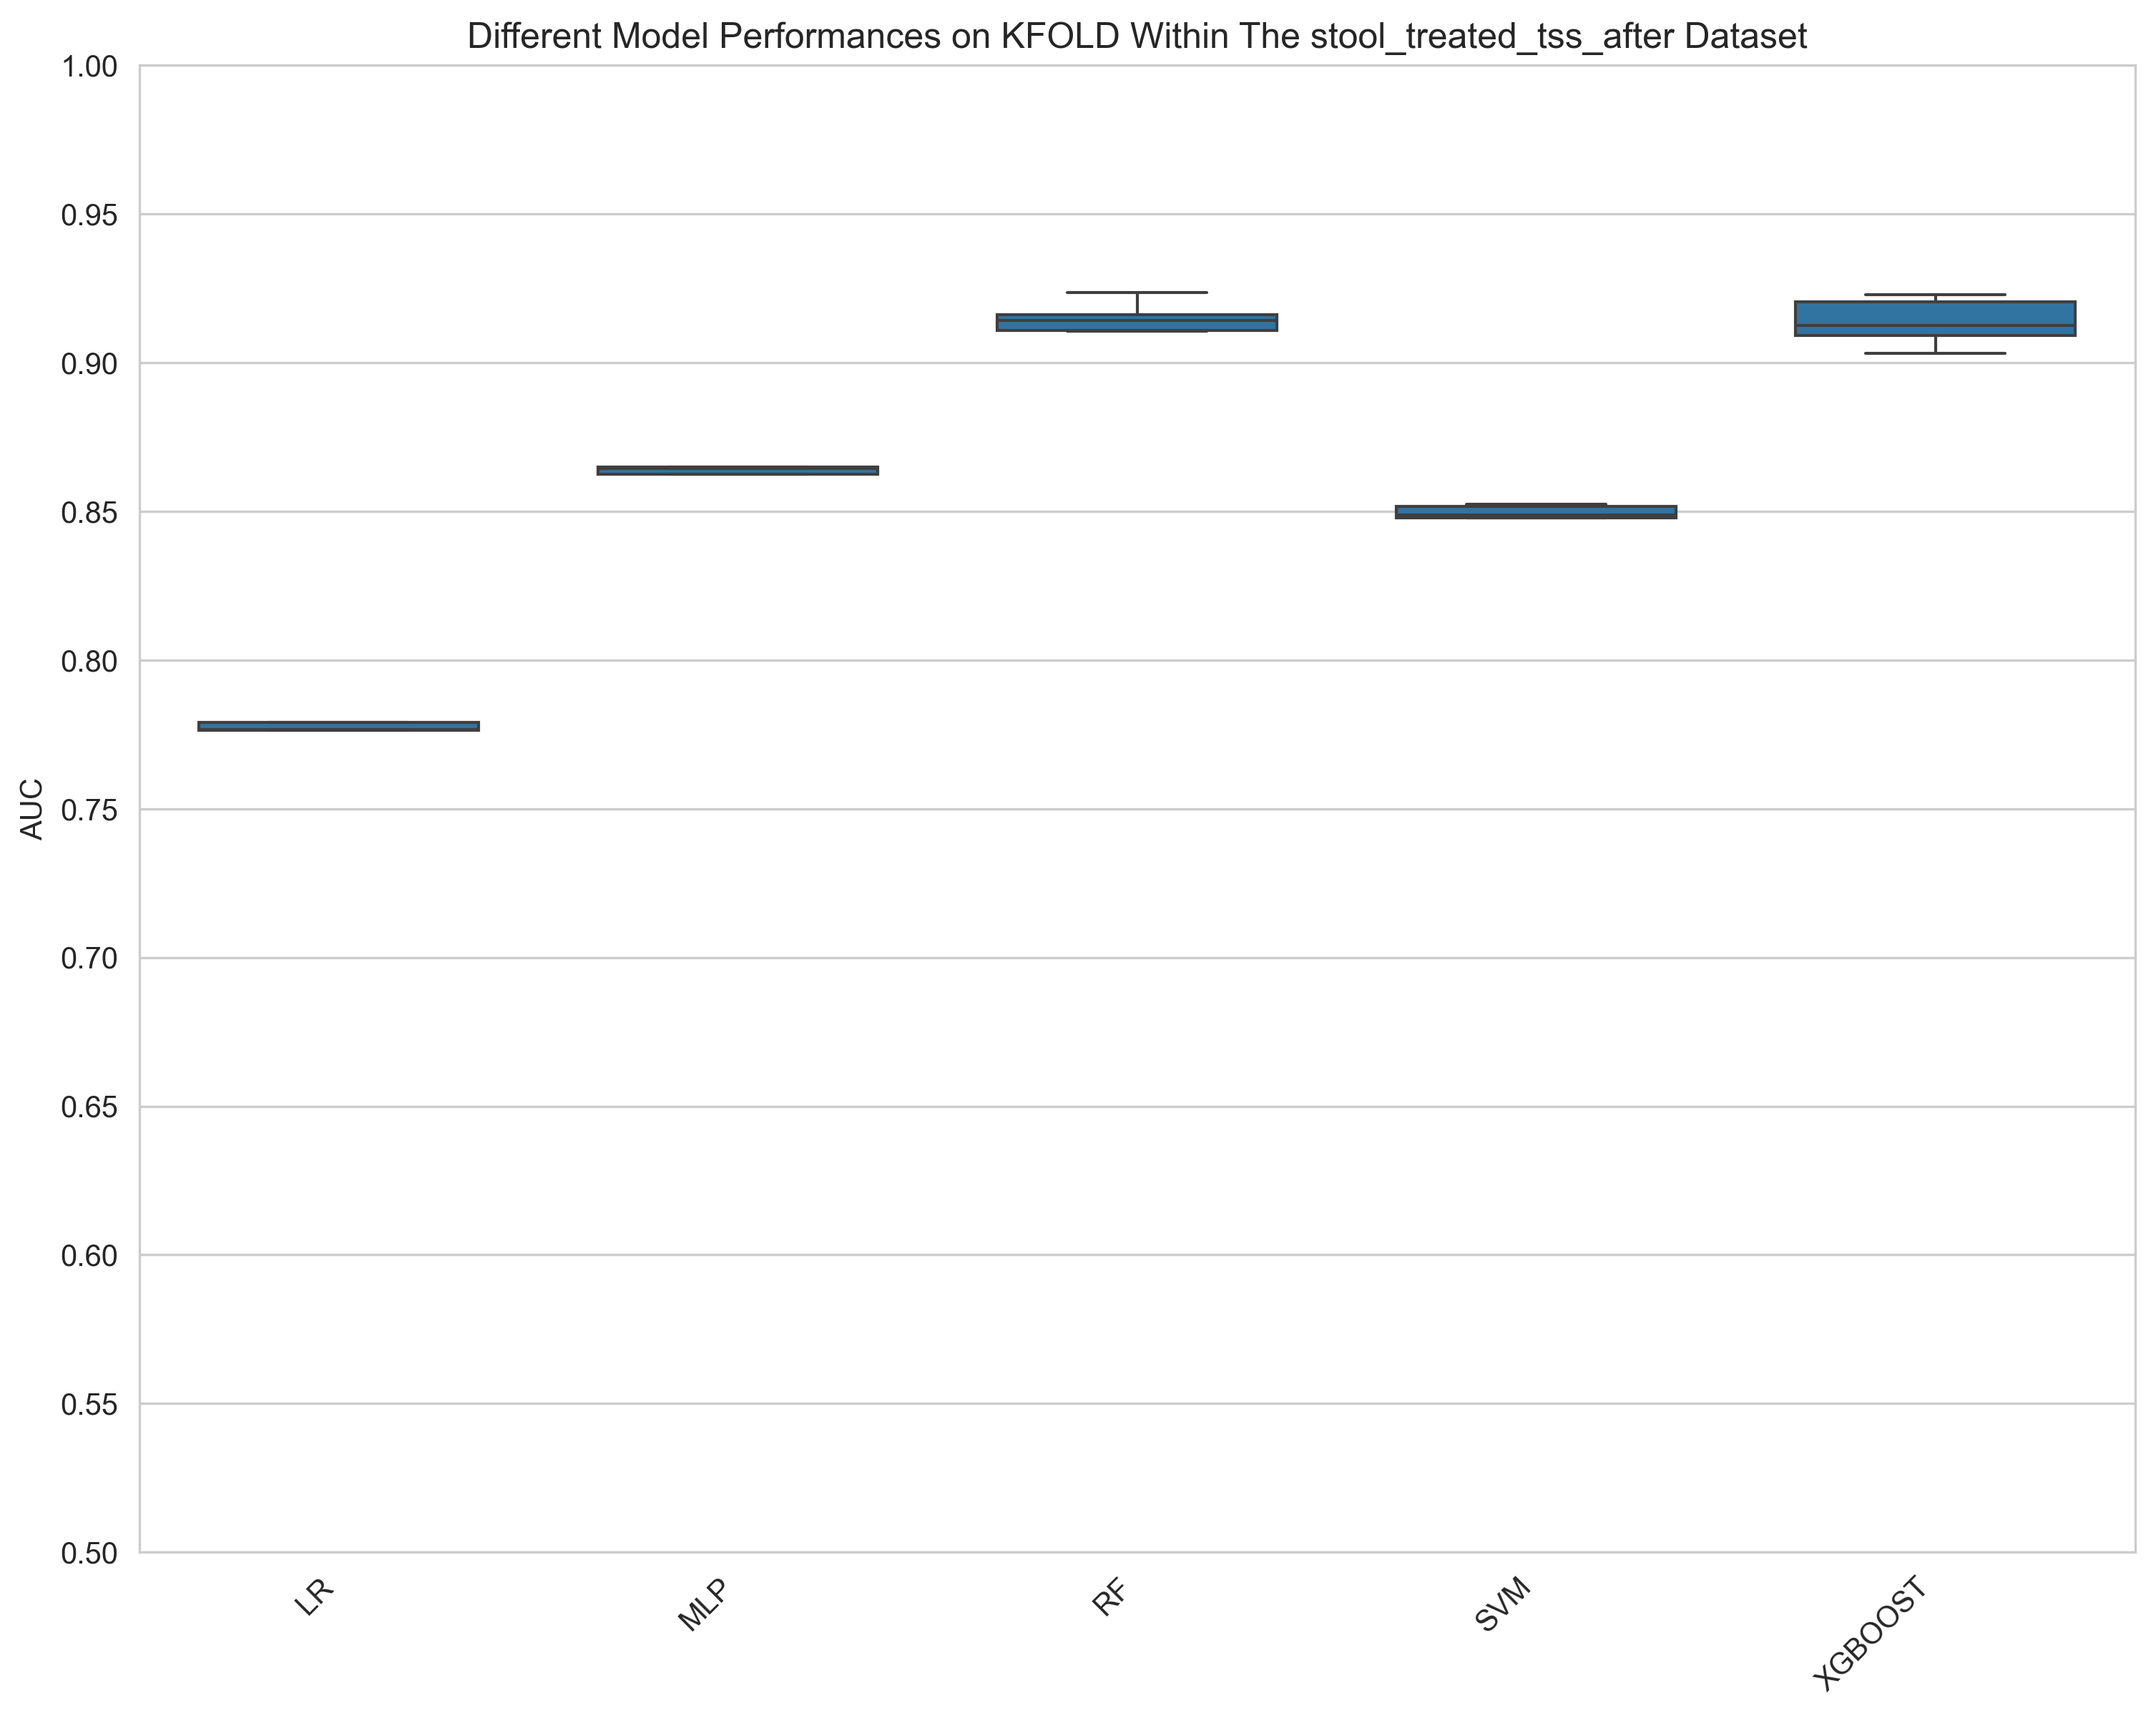 Different Model Performances on KFOLD Within The stool_treated_tss_after Dataset
1.00
0.95
0.90
0.85
0.80
0.75
0.70
0.65
0.60
0.55
0.50
AUC
LR
MLP
RF
SVM
XGBOOST